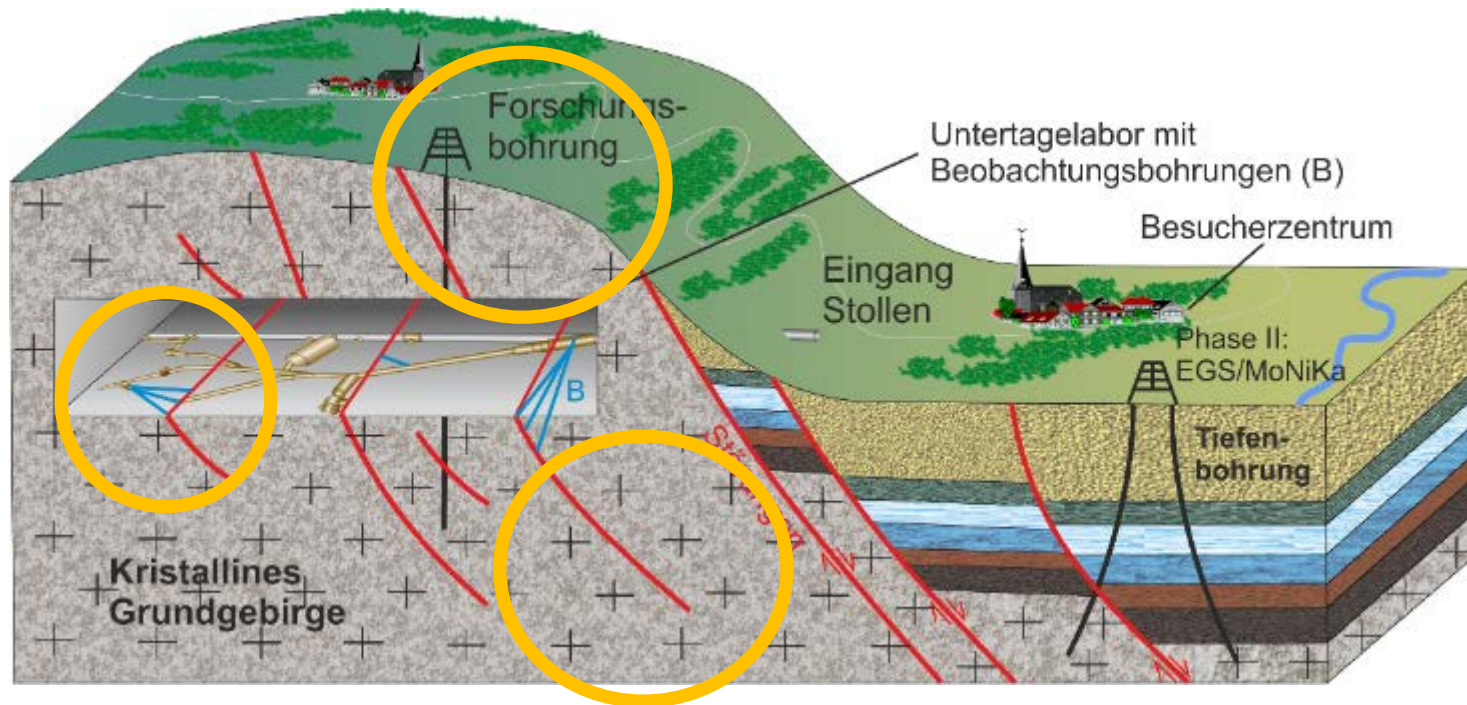 Forschungs-
bohrung
Untertagelabor mit
Beobachtungsbohrungen (B)
Besucherzentrum
Eingang
Stollen
Phase II:
EGS/MoNiKa
B
Tiefen-
bohrung
Kristallines
Grundgebirge